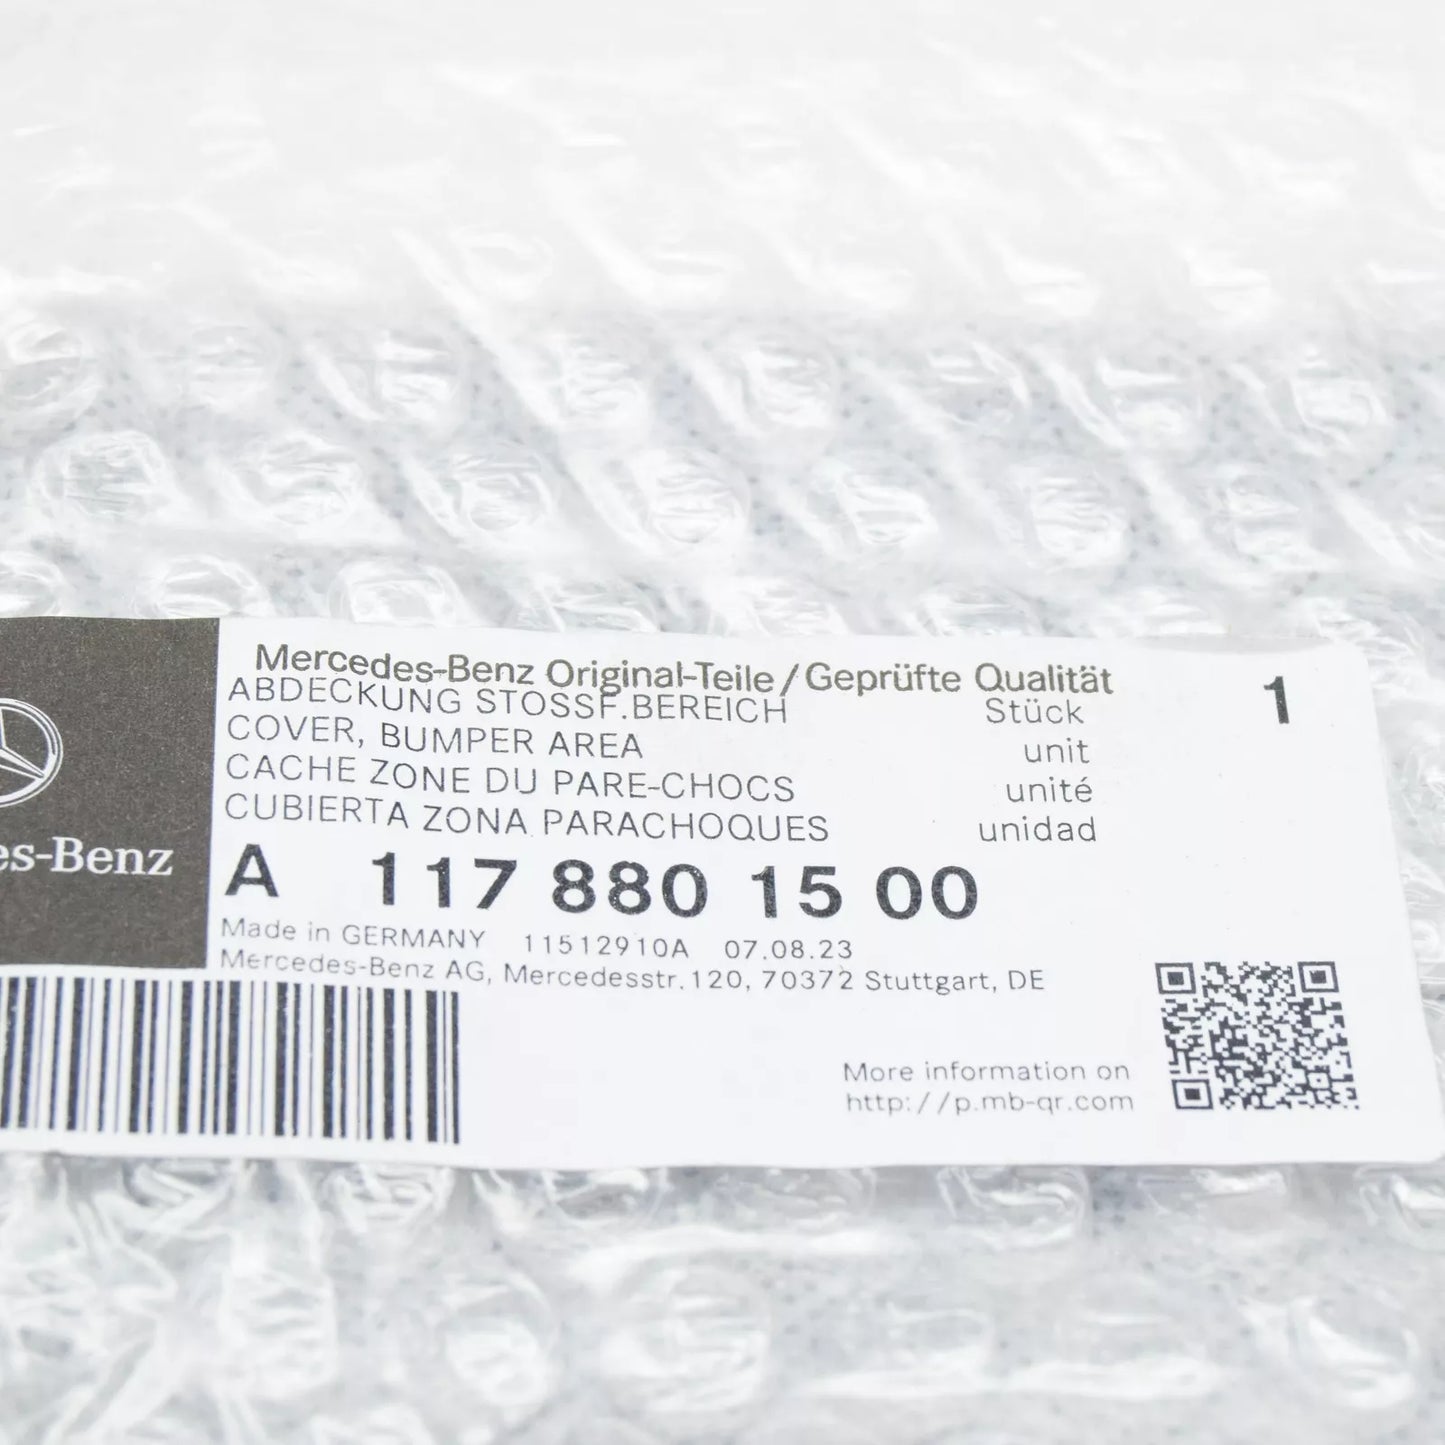 Mercedes-Benz Original-Teile/Geprüfte Qualität
ABDECKUNG STOSSF.BEREICH Stück 1
COVER, BUMPER AREA unit
CACHE ZONE DU PARE-CHOCS unité
CUBIERTA ZONA PARACHOQUES unidad
es-Benz
A 117 880 15 00
Made in GERMANY 11512910A 07.08.23
Mercedes-Benz AG, Mercedesstr.120, 70372 Stuttgart, DE
More information on
http://p.mb-qr.com